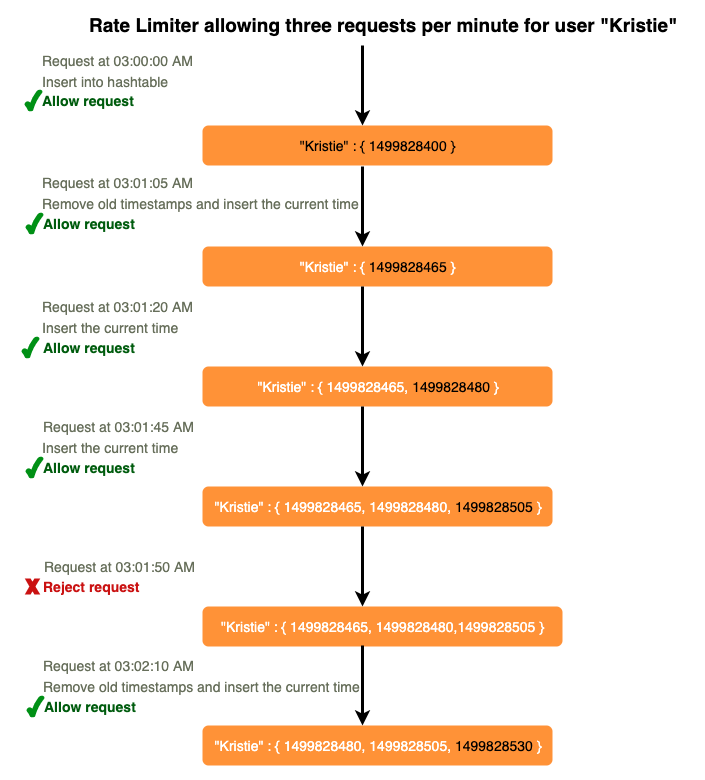 Rate Limiter allowing three requests per minute for user "Kristie"
Request at 03:00:00 AM
Insert into hashtable
Allow request
"Kristie" : { 1499828400 }
Request at 03:01:05 AM
Remove old timestamps and insert the current time
Allow request
"Kristie" : { 1499828465 }
Request at 03:01:20 AM
Insert the current time
Allow request
"Kristie" : { 1499828465, 1499828480 }
Request at 03:01:45 AM
Insert the current time
Allow request
"Kristie" : { 1499828465, 1499828480, 1499828505 }
Request at 03:01:50 AM
Reject request
"Kristie" : { 1499828465, 1499828480,1499828505 }
Request at 03:02:10 AM
Remove old timestamps and insert the current time
Allow request
"Kristie" : { 1499828480, 1499828505, 1499828530 }